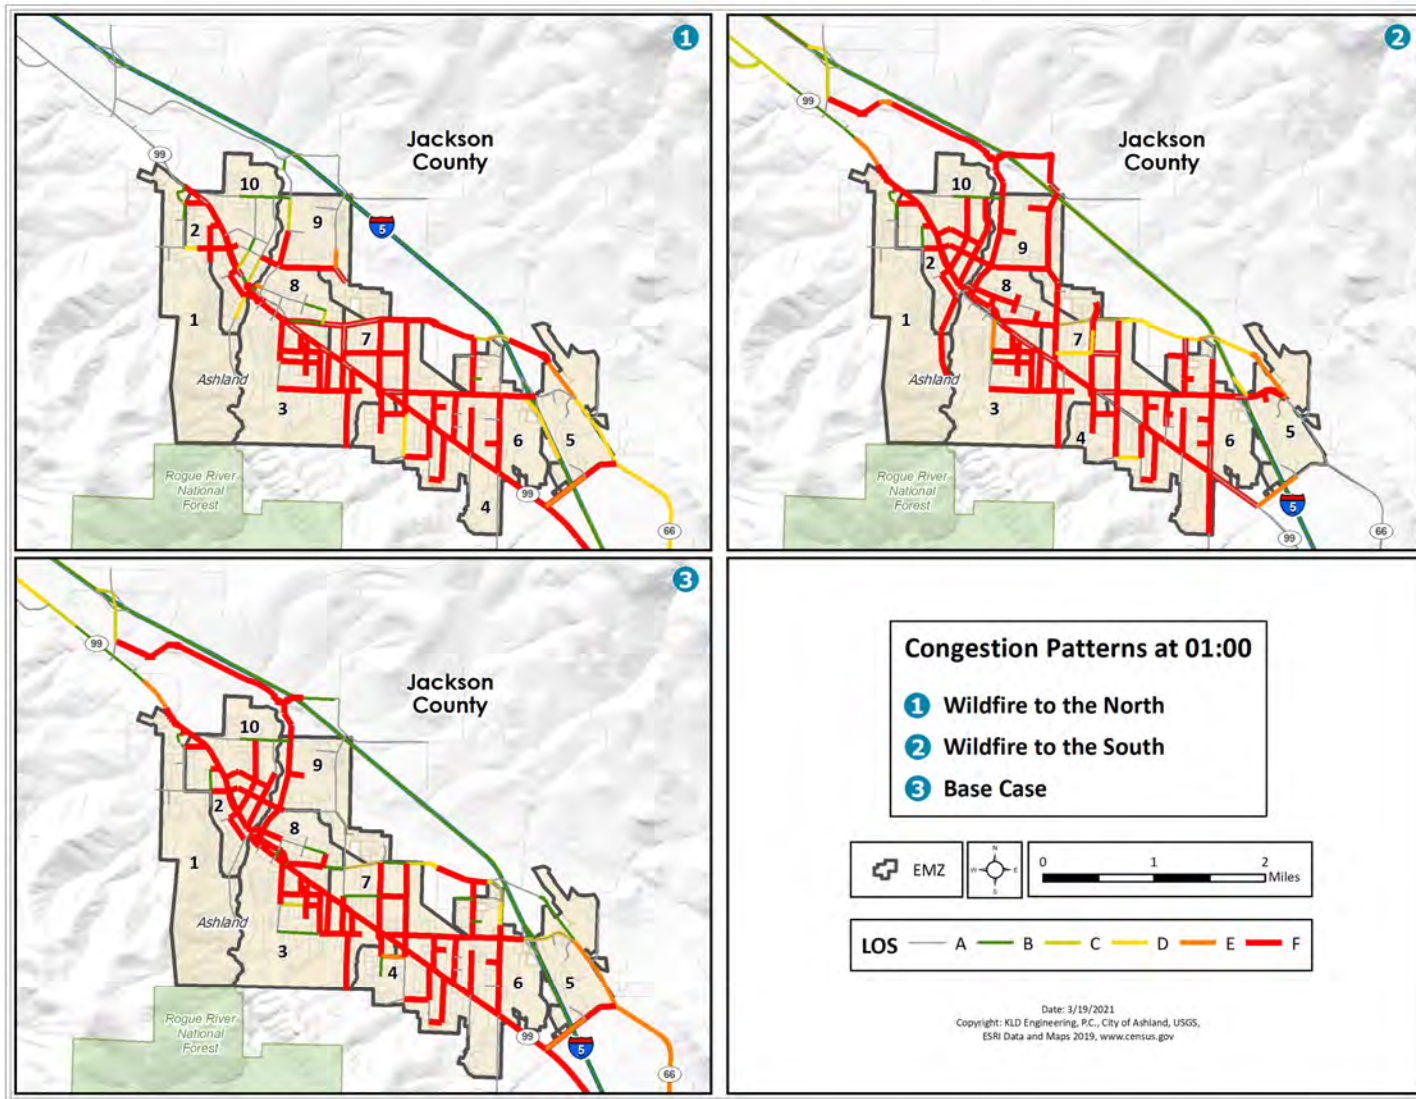 1
Jackson
County
99
10
2
9
5
8
1
7
Ashland
3
6
5
Rogue River
National
Forest
99
4
66
2
99
Jackson
County
10
9
2
8
1
7
Ashland
3
4
6
5
Rogue River
National
Forest
5
99
66
3
99
Jackson
County
10
9
2
8
1
7
Ashland
3
4
6
5
Rogue River
National
Forest
99
5
66
Congestion Patterns at 01:00
1 Wildfire to the North
2 Wildfire to the South
3 Base Case
EMZ
N
W E
S
0 1 2
Miles
LOS A B C D E F
Date: 3/19/2021
Copyright: KLD Engineering, P.C., City of Ashland, USGS,
ESRI Data and Maps 2019, www.census.gov